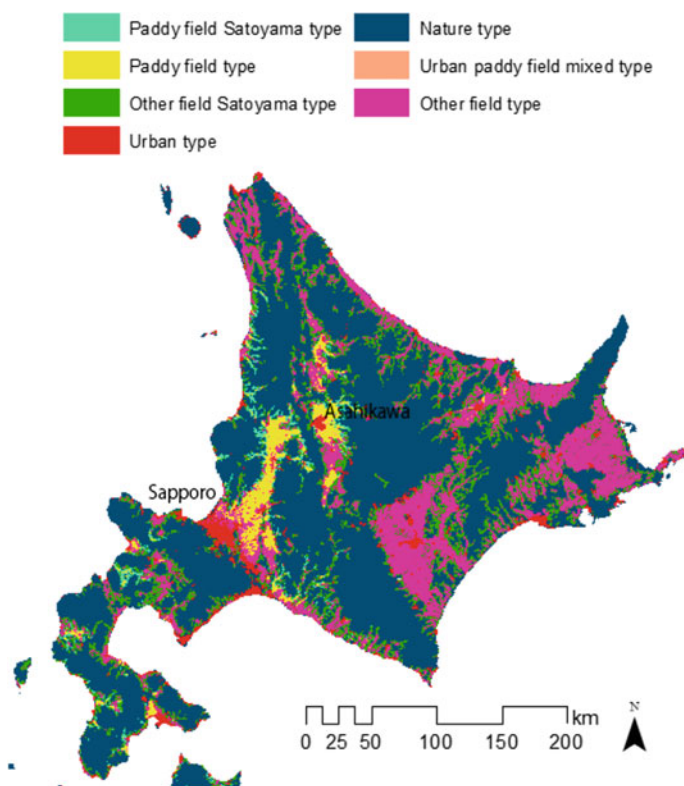 Paddy field Satoyama type
Nature type
Paddy field type
Urban paddy field mixed type
Other field Satoyama type
Other field type
Urban type
Asahikawa
Sapporo
N
km
0 25 50 100 150 200